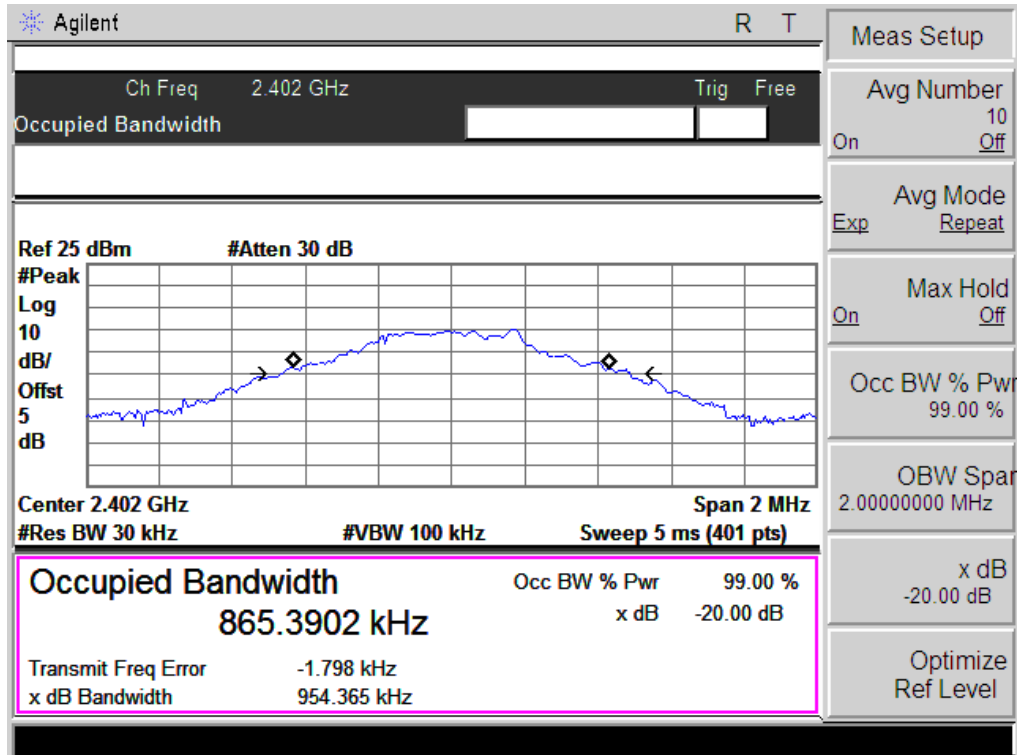 Agilent R T
Ch Freq 2.402 GHz Trig Free
Occupied Bandwidth
Ref 25 dBm #Atten 30 dB
#Peak
Log
10
dB/
Offst
5
dB
Center 2.402 GHz Span 2 MHz
#Res BW 30 kHz #VBW 100 kHz Sweep 5 ms (401 pts)
Occupied Bandwidth Occ BW % Pwr 99.00 %
865.3902 kHz x dB -20.00 dB
Transmit Freq Error -1.798 kHz
x dB Bandwidth 954.365 kHz
Meas Setup
Avg Number
10
On Off
Avg Mode
Exp Repeat
Max Hold
On Off
Occ BW % Pwr
99.00 %
OBW Spar
2.00000000 MHz
x dB
-20.00 dB
Optimize
Ref Level